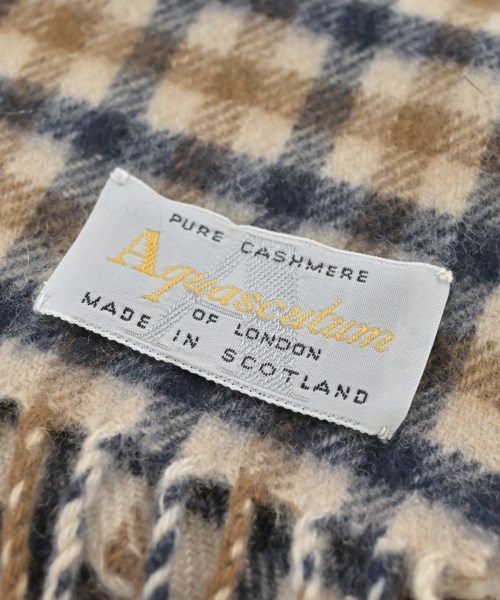 PURE CASHMERE
Aquascutum
OF LONDON
MADE IN SCOTLAND